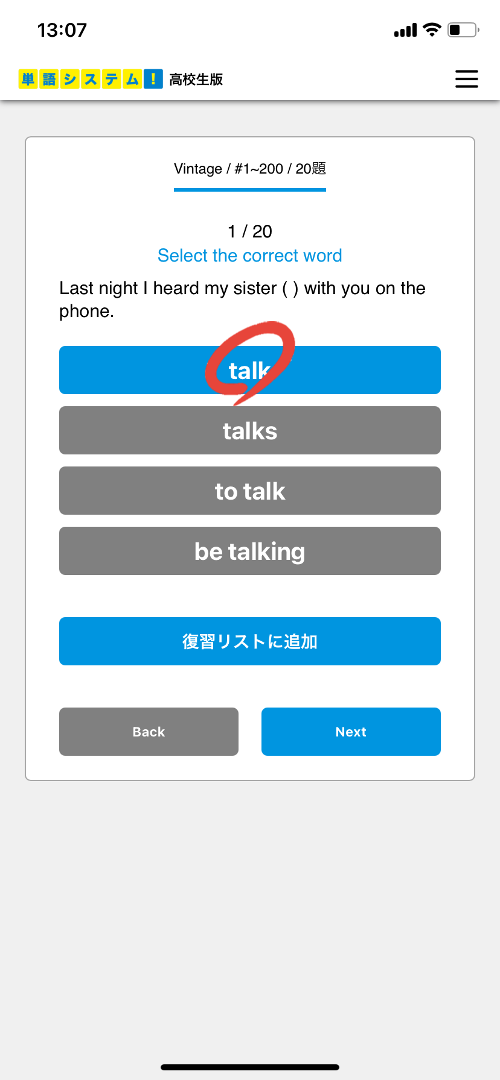 13:07
単語システム！ 高校生版
Vintage / #1~200 / 20題
1 / 20
Select the correct word
Last night I heard my sister ( ) with you on the
phone.
talk
talks
to talk
be talking
復習リストに追加
Back
Next